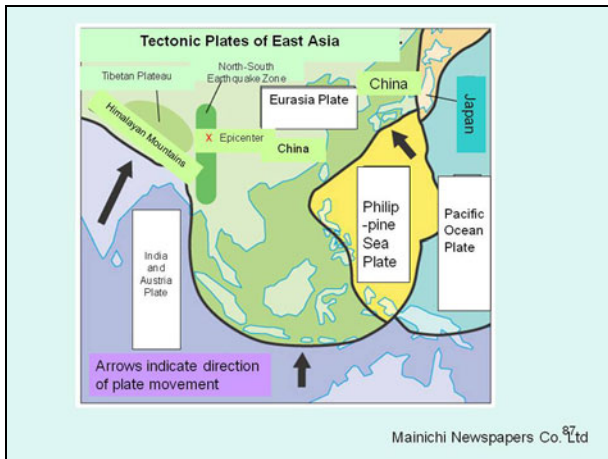 Tectonic Plates of East Asia
North-South
Earthquake Zone
Tibetan Plateau
Eurasia Plate
China
Japan
Himalayan Mountains
X Epicenter
China
Philip
-pine
Sea
Plate
Pacific
Ocean
Plate
India
and
Austria
Plate
Arrows indicate direction
of plate movement
Mainichi Newspapers Co. Ltd
87